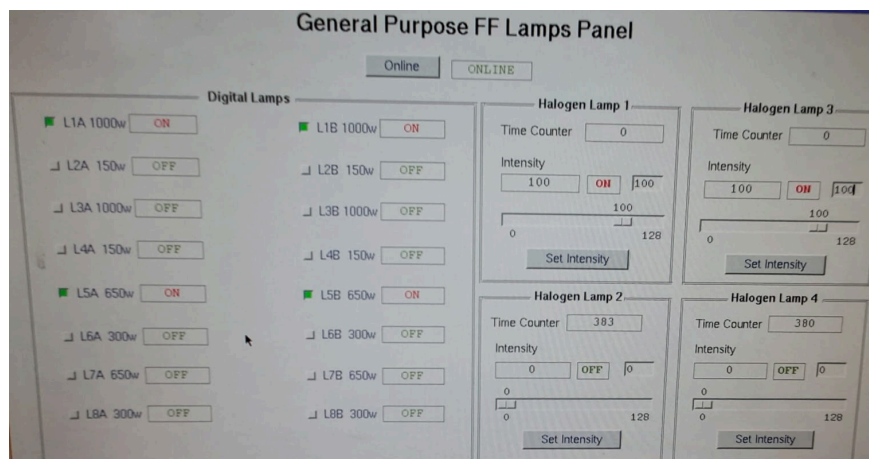 General Purpose FF Lamps Panel
Online ONLINE
Digital Lamps
L1A 1000w ON
L2A 150w OFF
L3A 1000w OFF
L4A 150w OFF
L5A 650w ON
L6A 300w OFF
L7A 650w OFF
L8A 300w OFF
L1B 1000w ON
L2B 150w OFF
L3B 1000w OFF
L4B 150w OFF
L5B 650w ON
L6B 300w OFF
L7B 650w OFF
L8B 300w OFF
Halogen Lamp 1
Time Counter 0
Intensity
100 ON 100
100
0 128
Set Intensity
Halogen Lamp 3
Time Counter 0
Intensity
100 ON 100
100
0 128
Set Intensity
Halogen Lamp 2
Time Counter 383
Intensity
0 OFF 0
0
0 128
Set Intensity
Halogen Lamp 4
Time Counter 380
Intensity
0 OFF 0
0
0 128
Set Intensity